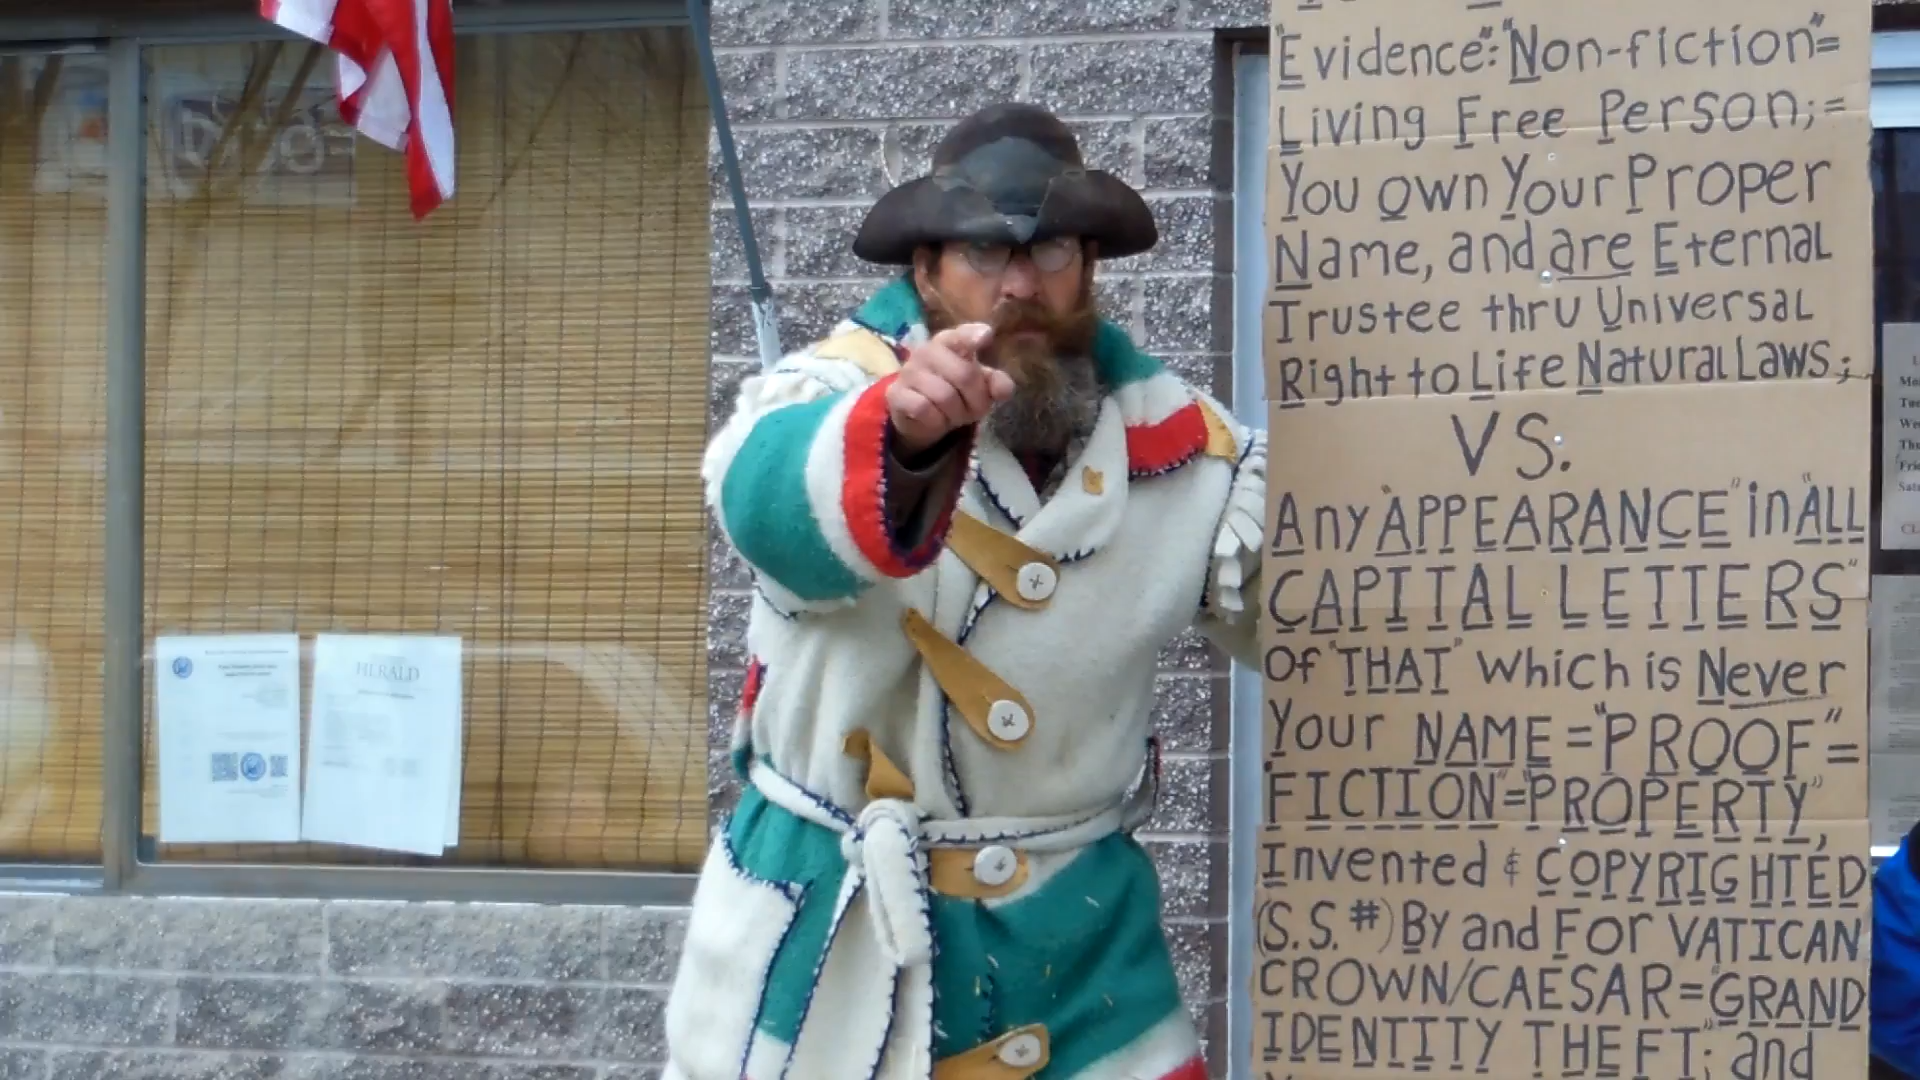 "Evidence":"Non-fiction"=
Living Free Person;=
You own Your Proper
Name, and are Eternal
Trustee thru Universal
Right to Life Natural Laws;
VS.
Any "APPEARANCE" in "ALL
CAPITAL LETTERS"
Of "THAT" which is Never
Your NAME="PROOF"=
"FICTION"="PROPERTY",
Invented & COPYRIGHTED
(S.S.#) By and For VATICAN
CROWN/CAESAR="GRAND
IDENTITY THEFT"; and
HERALD